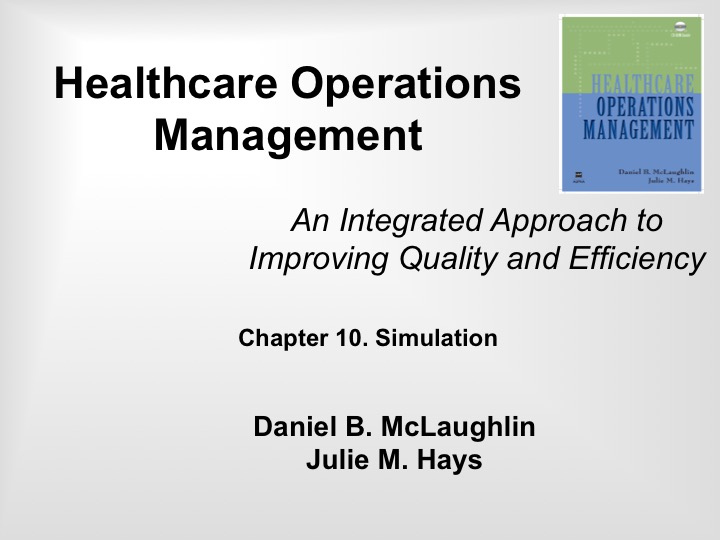 Healthcare Operations
Management
HEALTHCARE
OPERATIONS
MANAGEMENT
Daniel B. McLaughlin
Julie M. Hays
An Integrated Approach to
Improving Quality and Efficiency
Chapter 10. Simulation
Daniel B. McLaughlin
Julie M. Hays